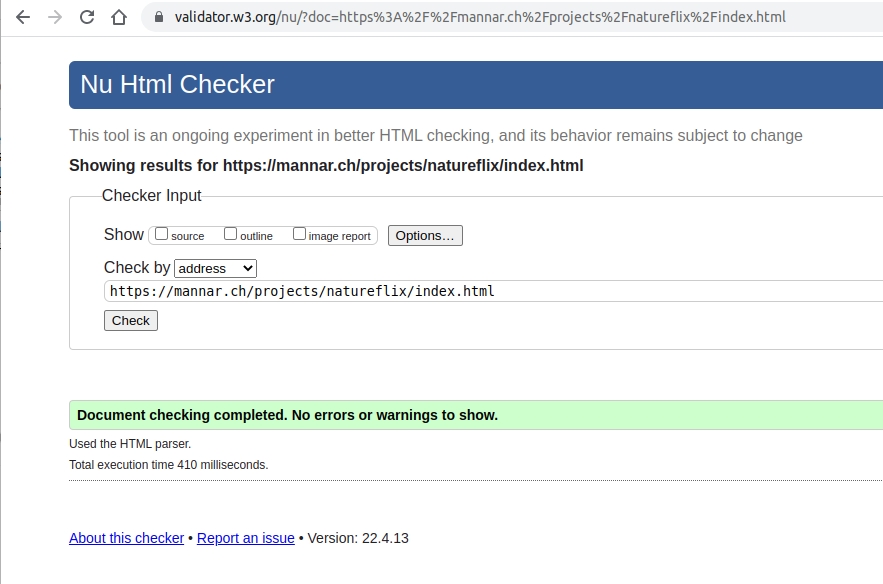 validator.w3.org/nu/?doc=https%3A%2F%2Fmannar.ch%2Fprojects%2Fnatureflix%2Findex.html
Nu Html Checker
This tool is an ongoing experiment in better HTML checking, and its behavior remains subject to change
Showing results for https://mannar.ch/projects/natureflix/index.html
Checker Input
Show source outline image report Options...
Check by address
https://mannar.ch/projects/natureflix/index.html
Check
Document checking completed. No errors or warnings to show.
Used the HTML parser.
Total execution time 410 milliseconds.
About this checker • Report an issue • Version: 22.4.13